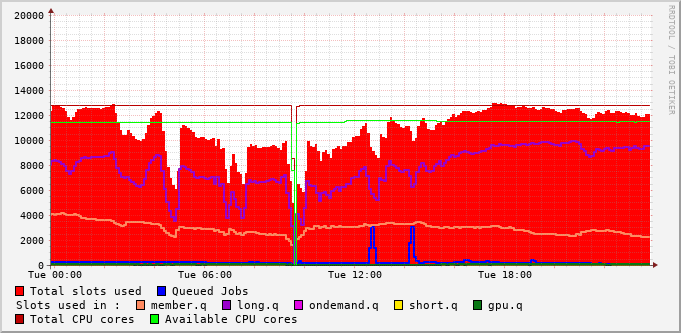 20000
18000
16000
14000
12000
10000
8000
6000
4000
2000
0
Tue 00:00 Tue 06:00 Tue 12:00 Tue 18:00
Total slots used Queued Jobs
Slots used in : member.q long.q ondemand.q short.q gpu.q
Total CPU cores Available CPU cores
RRDTOOL / TOBI OETIKER